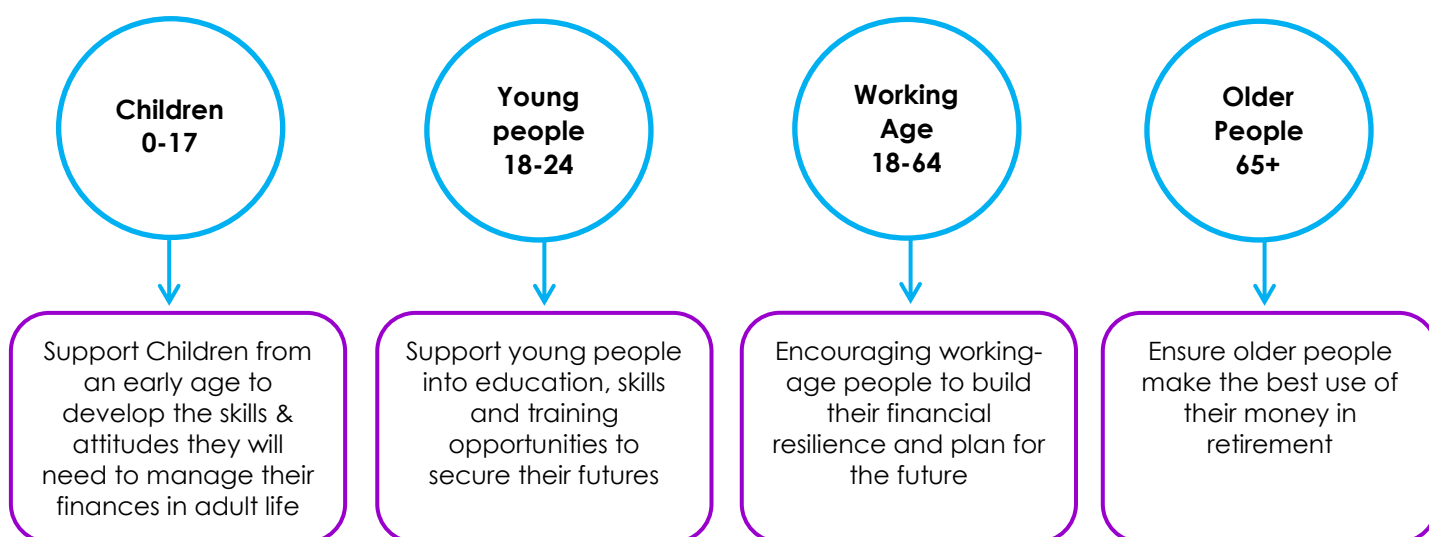 Children
0-17
Young
people
18-24
Working
Age
18-64
Older
People
65+
Support Children from
an early age to
develop the skills &
attitudes they will
need to manage their
finances in adult life
Support young people
into education, skills
and training
opportunities to
secure their futures
Encouraging working-
age people to build
their financial
resilience and plan for
the future
Ensure older people
make the best use of
their money in
retirement